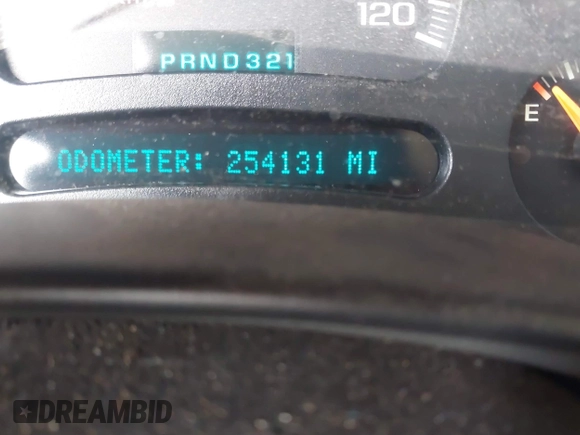 120
PRND321
E
ODOMETER: 254131 MI
DREAMBID